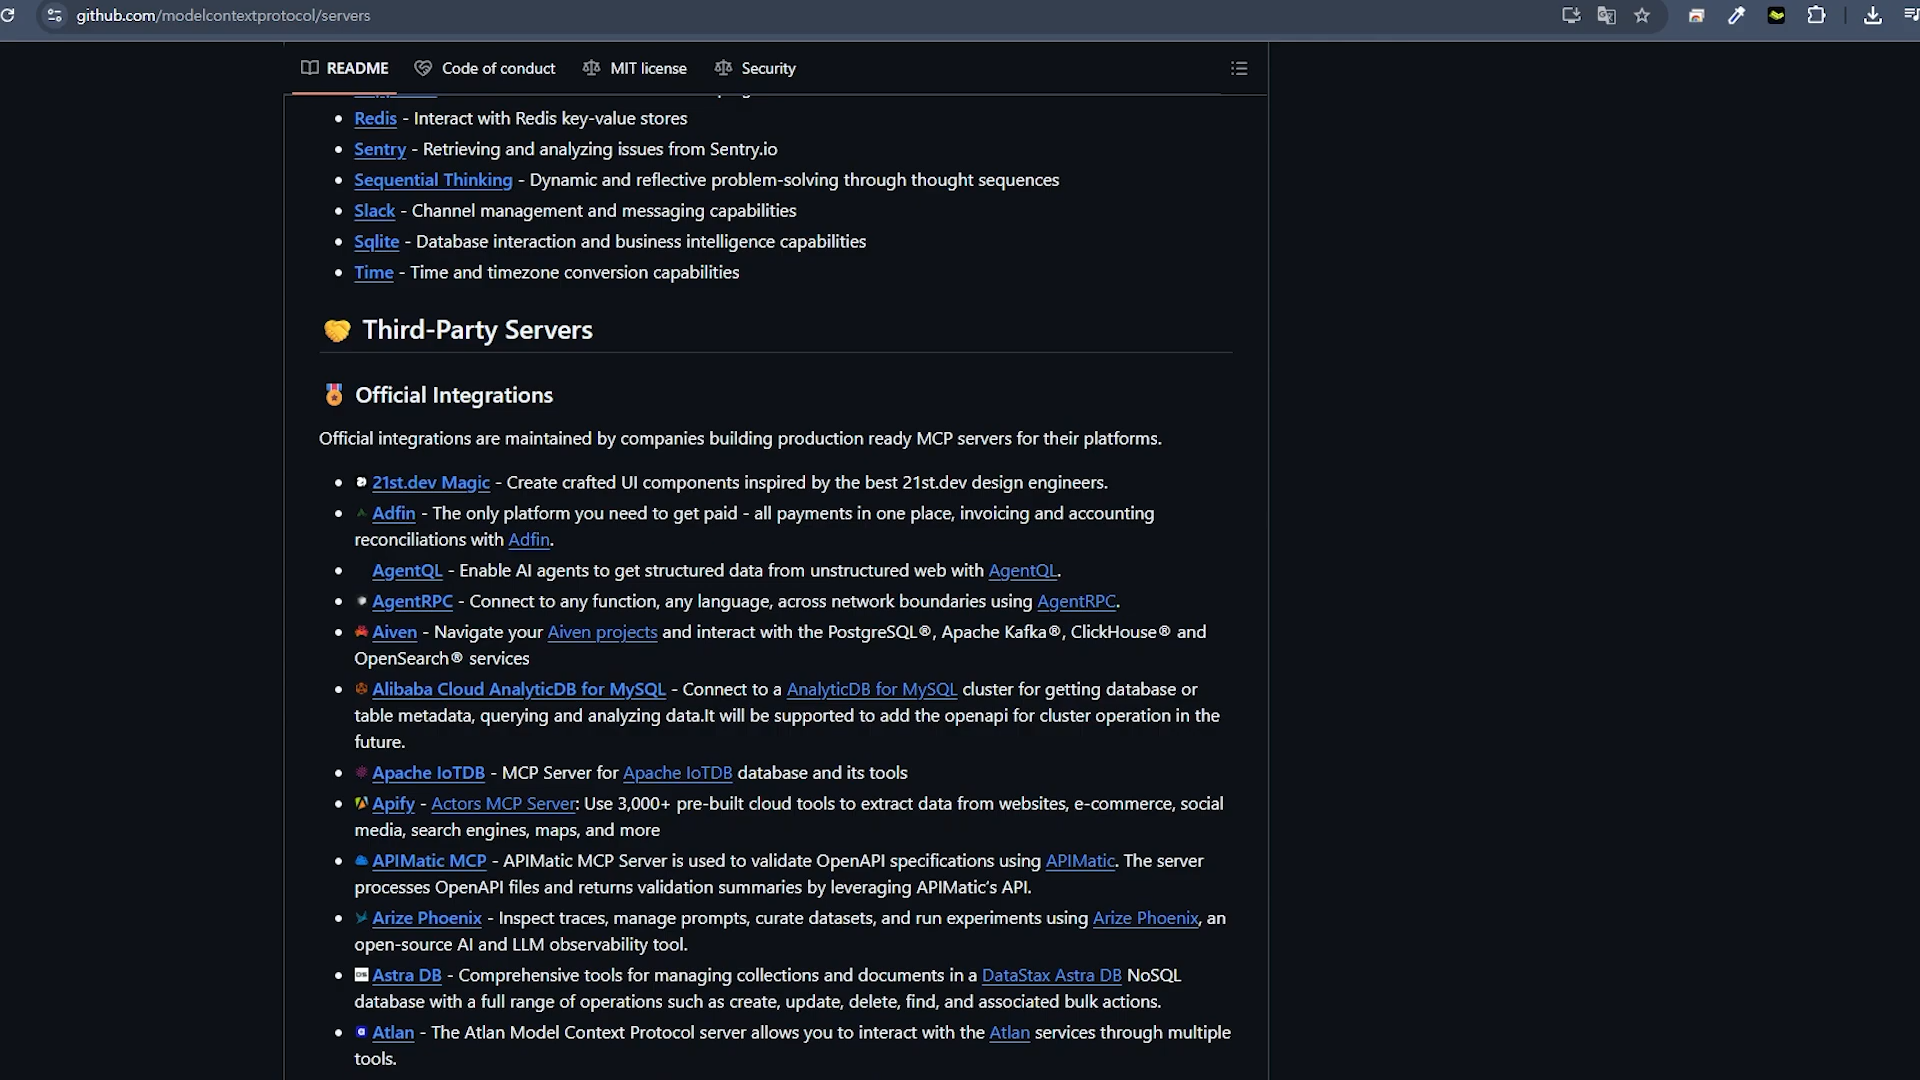 github.com/modelcontextprotocol/servers
README
Code of conduct
MIT license
Security
Redis - Interact with Redis key-value stores
Sentry - Retrieving and analyzing issues from Sentry.io
Sequential Thinking - Dynamic and reflective problem-solving through thought sequences
Slack - Channel management and messaging capabilities
Sqlite - Database interaction and business intelligence capabilities
Time - Time and timezone conversion capabilities
Third-Party Servers
Official Integrations
Official integrations are maintained by companies building production ready MCP servers for their platforms.
21st.dev Magic - Create crafted UI components inspired by the best 21st.dev design engineers.
Adfin - The only platform you need to get paid - all payments in one place, invoicing and accounting
reconciliations with Adfin.
AgentQL - Enable AI agents to get structured data from unstructured web with AgentQL.
AgentRPC - Connect to any function, any language, across network boundaries using AgentRPC.
Aiven - Navigate your Aiven projects and interact with the PostgreSQL®, Apache Kafka®, ClickHouse® and
OpenSearch® services
Alibaba Cloud AnalyticDB for MySQL - Connect to a AnalyticDB for MySQL cluster for getting database or
table metadata, querying and analyzing data.It will be supported to add the openapi for cluster operation in the
future.
Apache IoTDB - MCP Server for Apache IoTDB database and its tools
Apify - Actors MCP Server: Use 3,000+ pre-built cloud tools to extract data from websites, e-commerce, social
media, search engines, maps, and more
APIMatic MCP - APIMatic MCP Server is used to validate OpenAPI specifications using APIMatic. The server
processes OpenAPI files and returns validation summaries by leveraging APIMatic's API.
Arize Phoenix - Inspect traces, manage prompts, curate datasets, and run experiments using Arize Phoenix, an
open-source AI and LLM observability tool.
Astra DB - Comprehensive tools for managing collections and documents in a DataStax Astra DB NoSQL
database with a full range of operations such as create, update, delete, find, and associated bulk actions.
Atlan - The Atlan Model Context Protocol server allows you to interact with the Atlan services through multiple
tools.